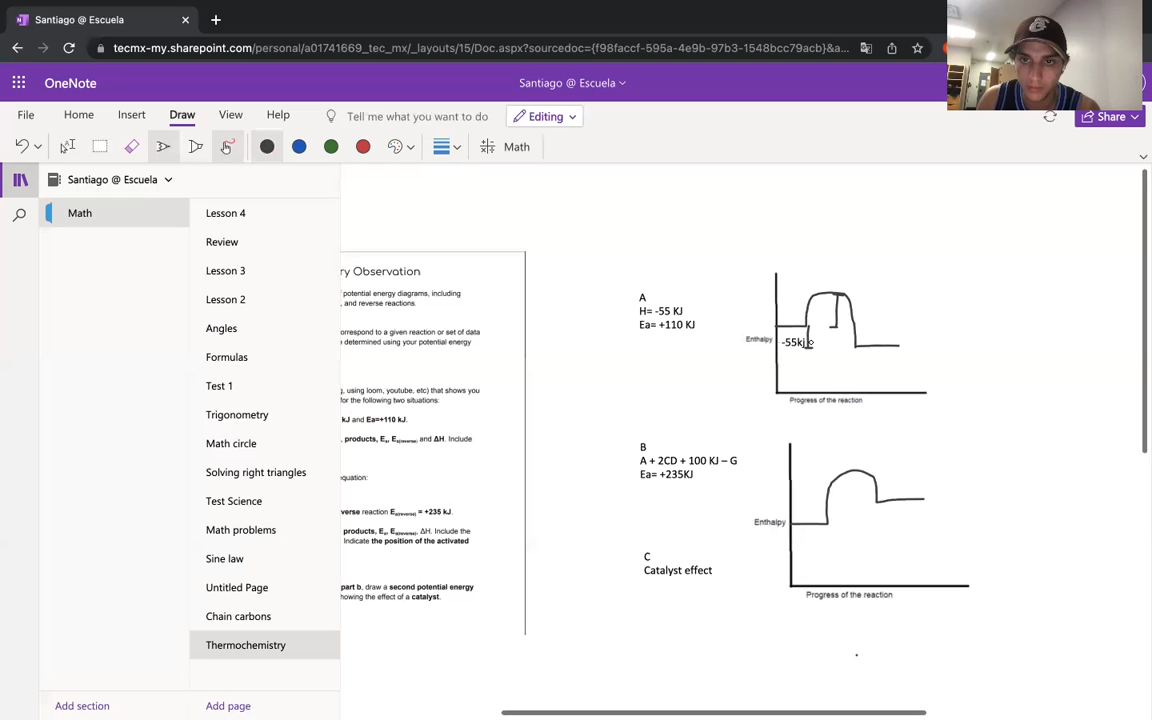 Santiago @ Escuela
tecmx-my.sharepoint.com/personal/a01741669_tec_mx/_layouts/15/Doc.aspx?sourcedoc={f98faccf-595a-4e9b-97b3-1548bcc79acb}&a...
OneNote
Santiago @ Escuela
File Home Insert Draw View Help Tell me what you want to do Editing Share
Math
Santiago @ Escuela
Math
Lesson 4
Review
Lesson 3
Lesson 2
Angles
Formulas
Test 1
Trigonometry
Math circle
Solving right triangles
Test Science
Math problems
Sine law
Untitled Page
Chain carbons
Thermochemistry
Add section
Add page
ry Observation
potential energy diagrams, including
and reverse reactions.
orrespond to a given reaction or set of data
determined using your potential energy
, using loom, youtube, etc) that shows you
for the following two situations:
kJ and Ea=+110 kJ.
products, Ea, Ea(reverse) and ΔH. Include
equation:
verse reaction Ea(reverse) = +235 kJ.
products, Ea, Ea(reverse), ΔH. Include the
Indicate the position of the activated
part b, draw a second potential energy
howing the effect of a catalyst.
A
H= -55 KJ
Ea= +110 KJ
Enthalpy
-55kj
Progress of the reaction
B
A + 2CD + 100 KJ – G
Ea= +235KJ
Enthalpy
C
Catalyst effect
Progress of the reaction